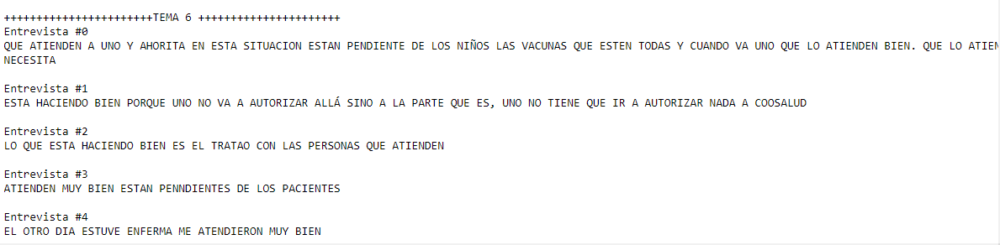 +++++++++++++++++++++++TEMA 6 ++++++++++++++++++++++
Entrevista #0
QUE ATIENDEN A UNO Y AHORITA EN ESTA SITUACION ESTAN PENDIENTE DE LOS NIÑOS LAS VACUNAS QUE ESTEN TODAS Y CUANDO VA UNO QUE LO ATIENDEN BIEN. QUE LO
NECESITA
Entrevista #1
ESTA HACIENDO BIEN PORQUE UNO NO VA A AUTORIZAR ALLÁ SINO A LA PARTE QUE ES, UNO NO TIENE QUE IR A AUTORIZAR NADA A COOSALUD
Entrevista #2
LO QUE ESTA HACIENDO BIEN ES EL TRATAO CON LAS PERSONAS QUE ATIENDEN
Entrevista #3
ATIENDEN MUY BIEN ESTAN PENNDIENTES DE LOS PACIENTES
Entrevista #4
EL OTRO DIA ESTUVE ENFERMA ME ATENDIERON MUY BIEN